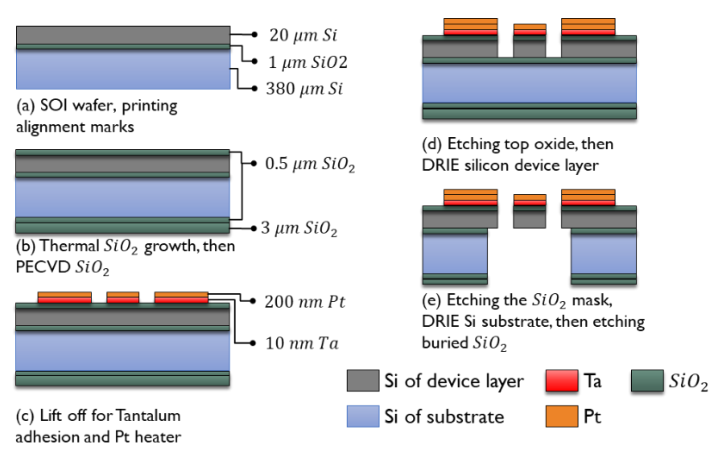 20 μm Si
1 μm SiO2
380 μm Si
(a) SOI wafer, printing
alignment marks
0.5 μm SiO₂
3 μm SiO₂
(b) Thermal SiO₂ growth, then
PECVD SiO₂
200 nm Pt
10 nm Ta
(c) Lift off for Tantalum
adhesion and Pt heater
(d) Etching top oxide, then
DRIE silicon device layer
(e) Etching the SiO₂ mask,
DRIE Si substrate, then etching
buried SiO₂
Si of device layer
Ta
SiO₂
Si of substrate
Pt